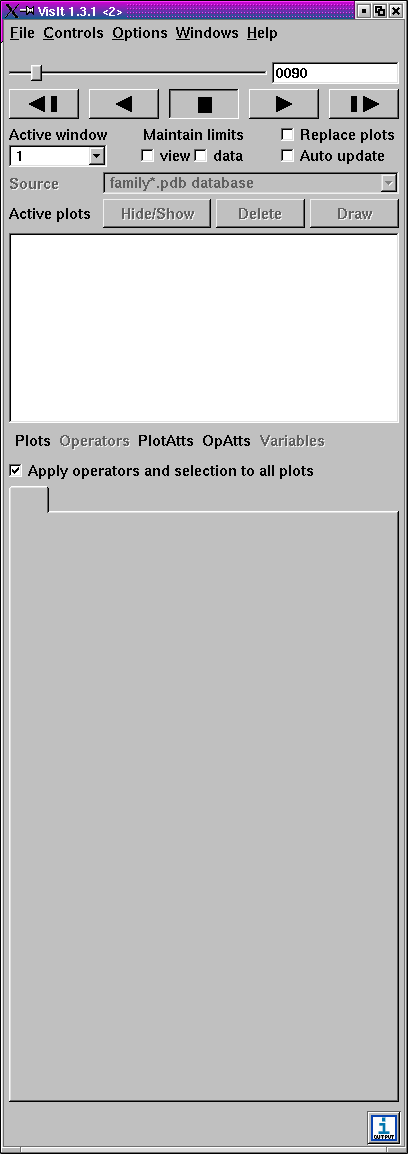 VisIt 1.3.1 <2>
File Controls Options Windows Help
0090
Active window Maintain limits Replace plots
1 view data Auto update
Source family*.pdb database
Active plots Hide/Show Delete Draw
Plots Operators PlotAtts OpAtts Variables
Apply operators and selection to all plots
i
OUTPUT